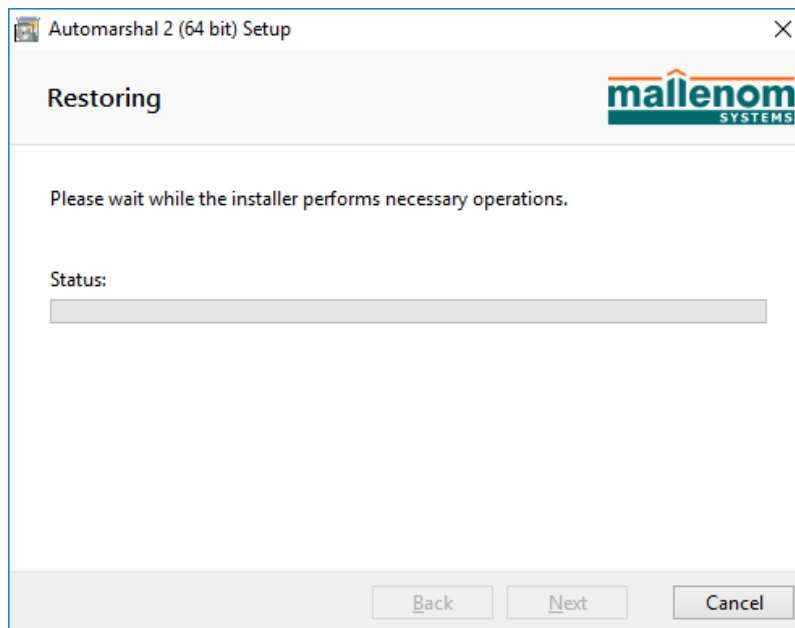 Automarshal 2 (64 bit) Setup
Restoring
mallenom
SYSTEMS
Please wait while the installer performs necessary operations.
Status:
Back
Next
Cancel